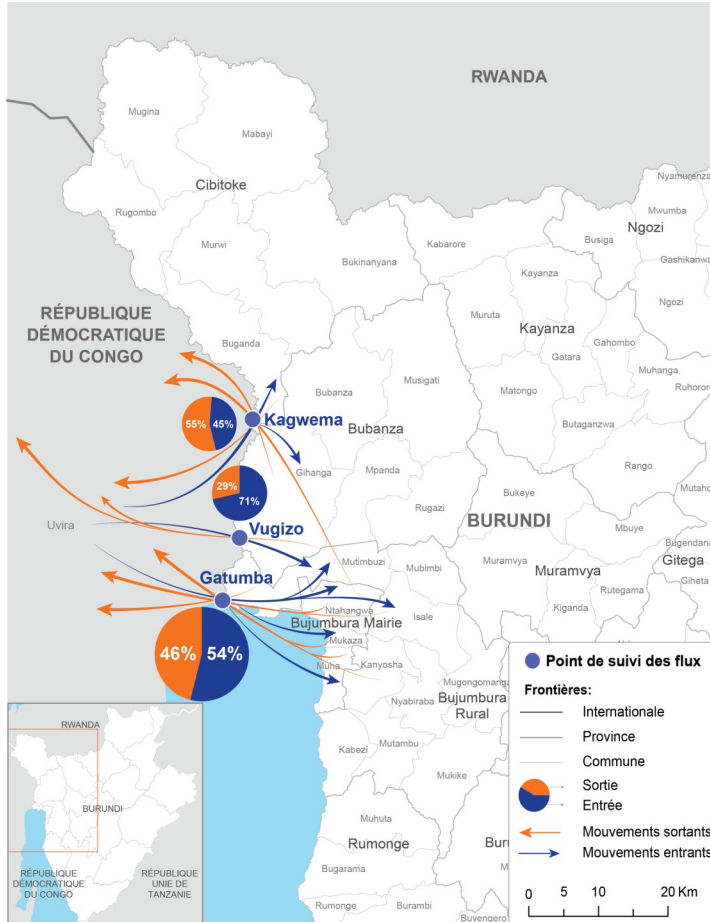 RWANDA
Mugina
Mabayi
Cibitoke
Nyamurenza
Mwumba
Ngozi
Rugombo
Murwi
Kabarore
Busiga
Gashikanwa
Bukinanyana
Kayanza
Ngozi
RÉPUBLIQUE
DÉMOCRATIQUE
DU CONGO
Muruta
Kayanza
Buganda
Gahombo
Gatara
Muhanga
Ruhororo
Bubanza
Musigati
Matongo
55%
45%
Kagwema
Butaganzwa
Bubanza
Gihanga
Mpanda
Rango
29%
71%
Mutaho
Bukeye
Rugazi
Uvira
Vugizo
BURUNDI
Mbuye
Bugendana
Mutimbuzi
Mubimbi
Muramvya
Muramvya
Gitega
Giheta
Gatumba
Rutegama
Kiganda
Ntahangwa
Isale
Bujumbura Mairie
46%
54%
Mukaza
Muha
Kanyosha
Mugongomanga
Nyabiraba
Bujumbura
Rural
Kabezi
Mutambu
Mukike
Muhuta
Rumonge
Bugarama
Rumonge
Burambi
Buyengero
Point de suivi des flux
Frontières:
Internationale
Province
Commune
Sortie
Entrée
Mouvements sortants
Mouvements entrants
0 5 10 20 Km
RWANDA
BURUNDI
RÉPUBLIQUE
DÉMOCRATIQUE
DU CONGO
RÉPUBLIQUE
UNIE DE
TANZANIE